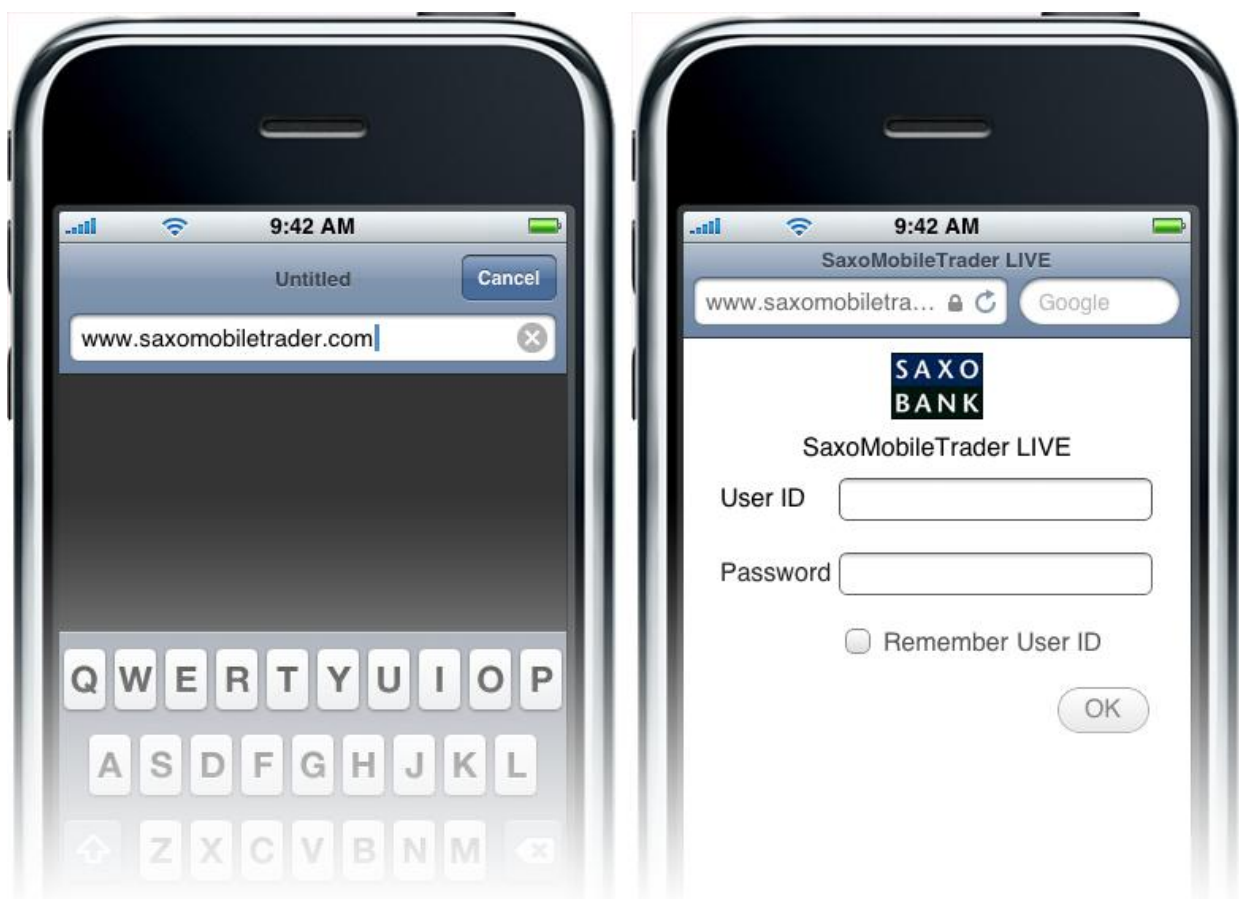 9:42 AM
Untitled
Cancel
www.saxomobiletrader.com
Q W E R T Y U I O P
A S D F G H J K L
Z X C V B N M
9:42 AM
SaxoMobileTrader LIVE
www.saxomobiletra...
Google
SAXO
BANK
SaxoMobileTrader LIVE
User ID
Password
Remember User ID
OK